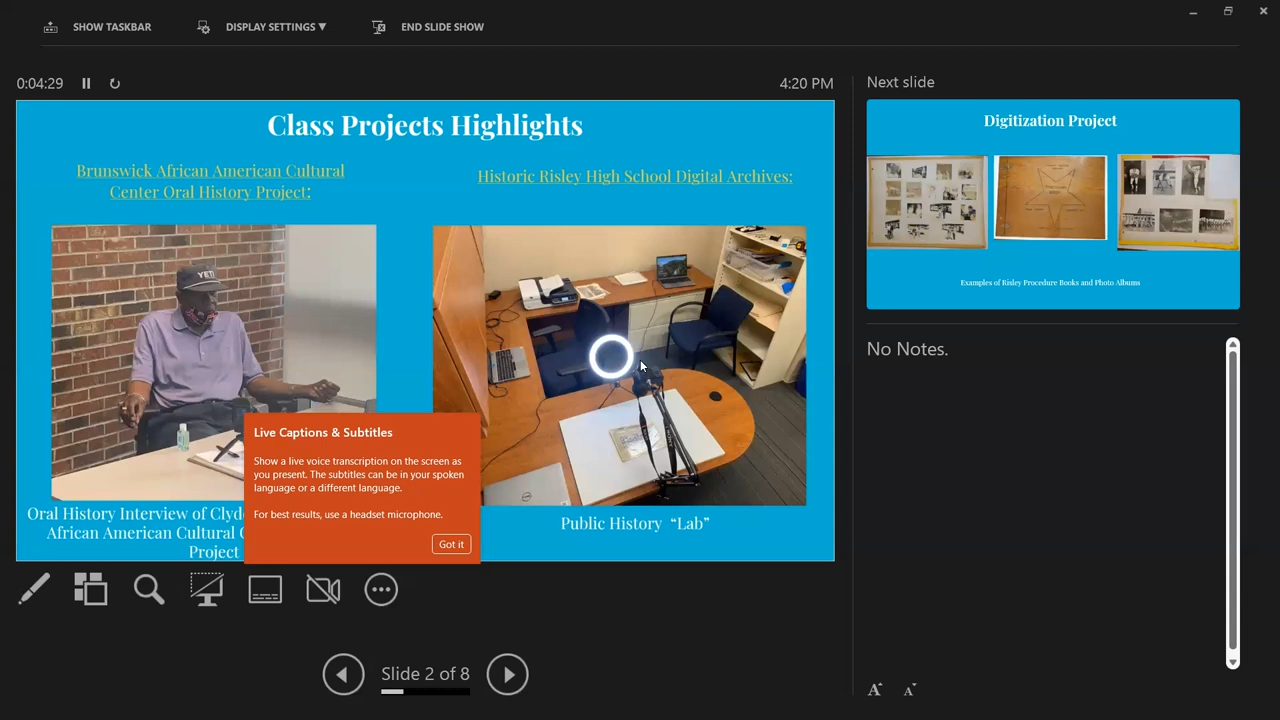 SHOW TASKBAR
DISPLAY SETTINGS ▼
END SLIDE SHOW
0:04:29
4:20 PM
Class Projects Highlights
Brunswick African American Cultural
Center Oral History Project:
Historic Risley High School Digital Archives:
YETI
Oral History Interview of Clyd
African American Cultural C
Project
Public History “Lab”
Live Captions & Subtitles
Show a live voice transcription on the screen as
you present. The subtitles can be in your spoken
language or a different language.
For best results, use a headset microphone.
Got it
Slide 2 of 8
Next slide
Digitization Project
Examples of Risley Procedure Books and Photo Albums
No Notes.
A A